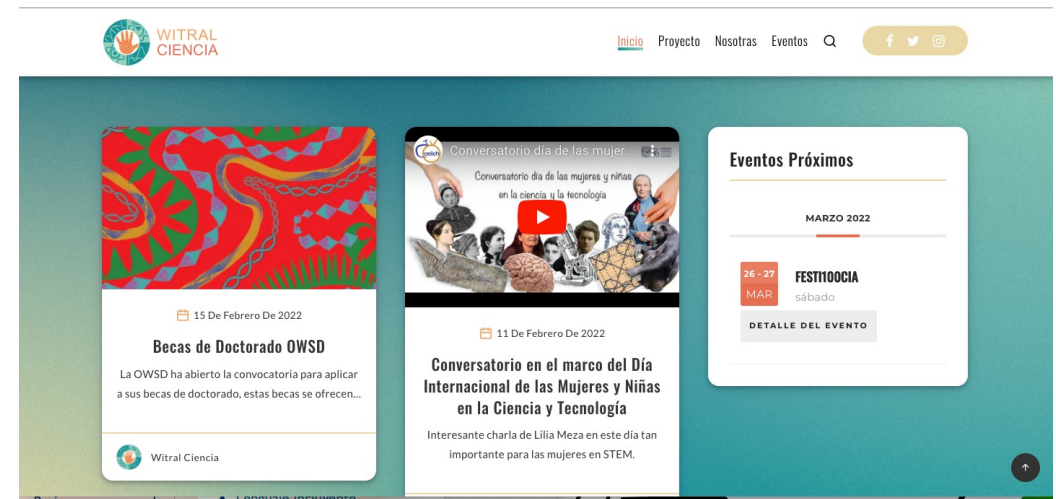 WITRAL
CIENCIA
Inicio Proyecto Nosotras Eventos
15 De Febrero De 2022
Becas de Doctorado OWSD
La OWSD ha abierto la convocatoria para aplicar
a sus becas de doctorado, estas becas se ofrecen...
Witral Ciencia
Conversatorio día de las mujer...
Conversatorio día de las mujeres y niñas
en la ciencia y la tecnología
11 De Febrero De 2022
Conversatorio en el marco del Día
Internacional de las Mujeres y Niñas
en la Ciencia y Tecnología
Interesante charla de Lilia Meza en este día tan
importante para las mujeres en STEM.
Eventos Próximos
MARZO 2022
26 - 27
MAR
FESTI100CIA
sábado
DETALLE DEL EVENTO